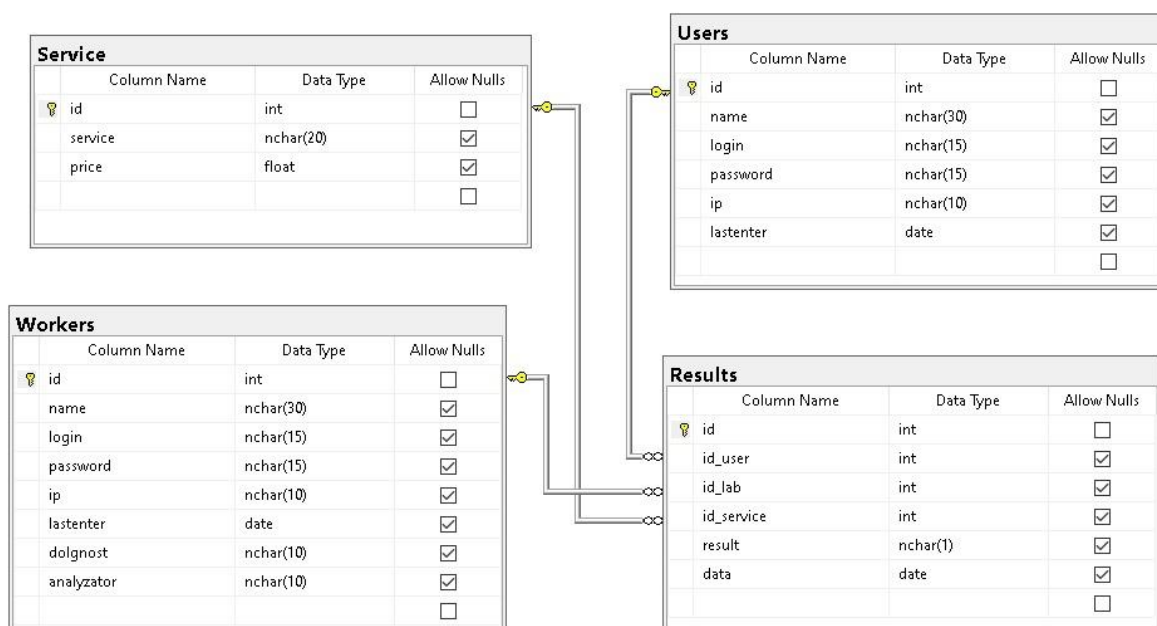 Service
Column Name Data Type Allow Nulls
id int
service nchar(20)
price float
Users
Column Name Data Type Allow Nulls
id int
name nchar(30)
login nchar(15)
password nchar(15)
ip nchar(10)
lastenter date
Workers
Column Name Data Type Allow Nulls
id int
name nchar(30)
login nchar(15)
password nchar(15)
ip nchar(10)
lastenter date
dolgnost nchar(10)
analyzator nchar(10)
Results
Column Name Data Type Allow Nulls
id int
id_user int
id_lab int
id_service int
result nchar(1)
data date